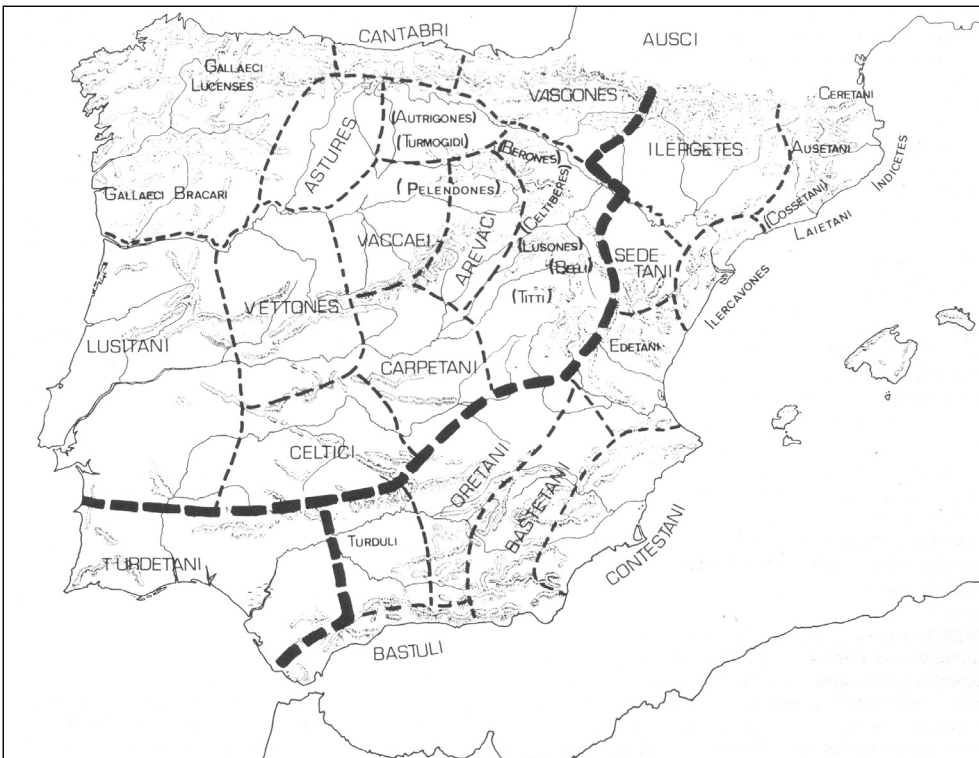 CANTABRI
AUSCI
GALLAECI
LUCENSES
VASCONES
CERETANI
(AUTRIGONES)
(TURMOGIDI)
(BERONES)
ILERGETES
AUSETANI
INDICETES
ASTURES
GALLAECI BRACARI
(PELENDONES)
(CELTIBERES)
(COSSETANI)
LAIETANI
VACCAEI
AREVACI
(LUSONES)
(BELLI)
SEDE
TANI
(TITTI)
ILERCAVONES
VETTONES
LUSITANI
CARPETANI
EDETANI
CELTICI
ORETANI
BASTETANI
CONTESTANI
TURDULI
TURDETANI
BASTULI